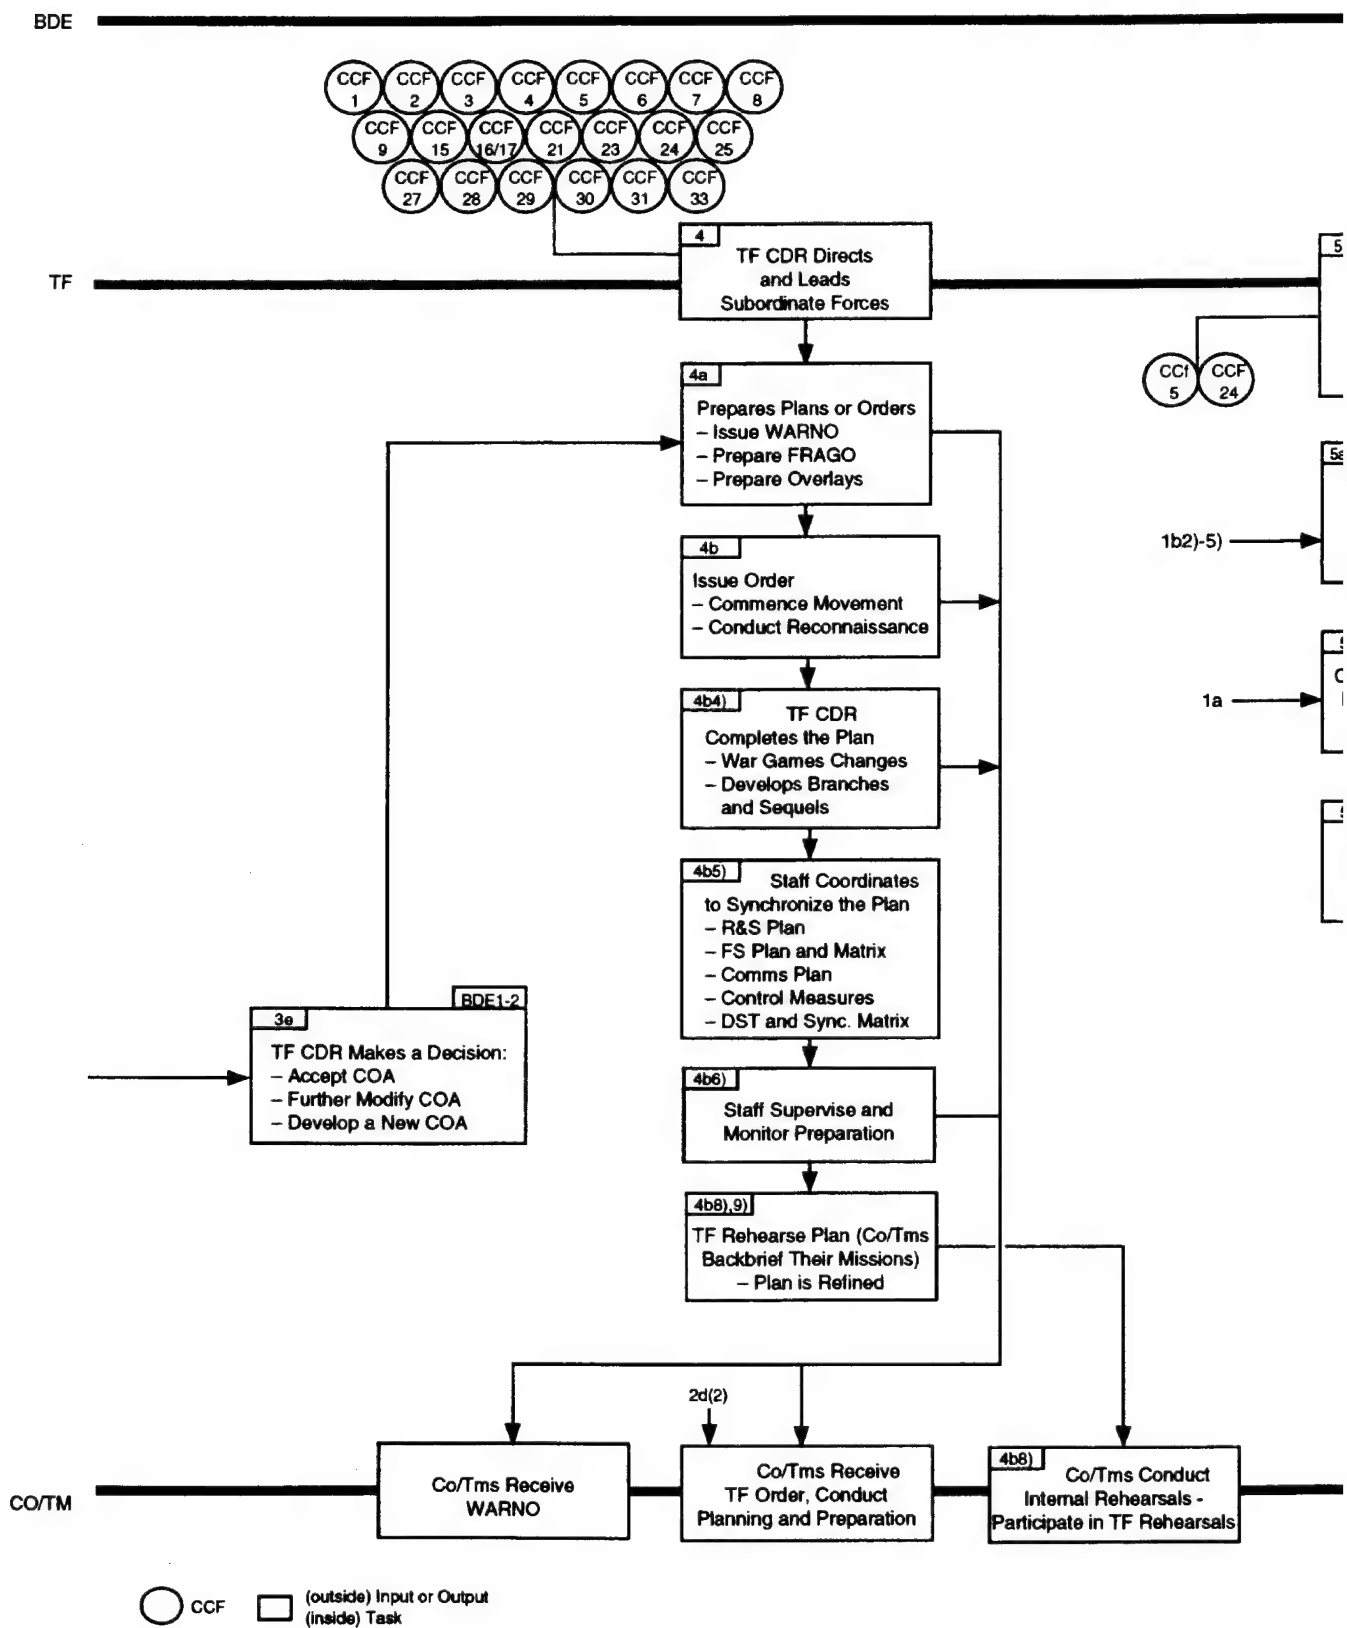 BDE
CCF 1
CCF 2
CCF 3
CCF 4
CCF 5
CCF 6
CCF 7
CCF 8
CCF 9
CCF 15
CCF 16/17
CCF 21
CCF 23
CCF 24
CCF 25
CCF 27
CCF 28
CCF 29
CCF 30
CCF 31
CCF 33
TF
4
TF CDR Directs
and Leads
Subordinate Forces
5
CCf 5
CCF 24
4a
Prepares Plans or Orders
– Issue WARNO
– Prepare FRAGO
– Prepare Overlays
4b
Issue Order
– Commence Movement
– Conduct Reconnaissance
1b2)-5)
4b4)
TF CDR
Completes the Plan
– War Games Changes
– Develops Branches
and Sequels
1a
4b5)
Staff Coordinates
to Synchronize the Plan
– R&S Plan
– FS Plan and Matrix
– Comms Plan
– Control Measures
– DST and Sync. Matrix
BDE1-2
3e
TF CDR Makes a Decision:
– Accept COA
– Further Modify COA
– Develop a New COA
4b6)
Staff Supervise and
Monitor Preparation
4b8),9)
TF Rehearse Plan (Co/Tms
Backbrief Their Missions)
– Plan is Refined
2d(2)
CO/TM
Co/Tms Receive
WARNO
Co/Tms Receive
TF Order, Conduct
Planning and Preparation
4b8)
Co/Tms Conduct
Internal Rehearsals -
Participate in TF Rehearsals
CCF
(outside) Input or Output
(inside) Task